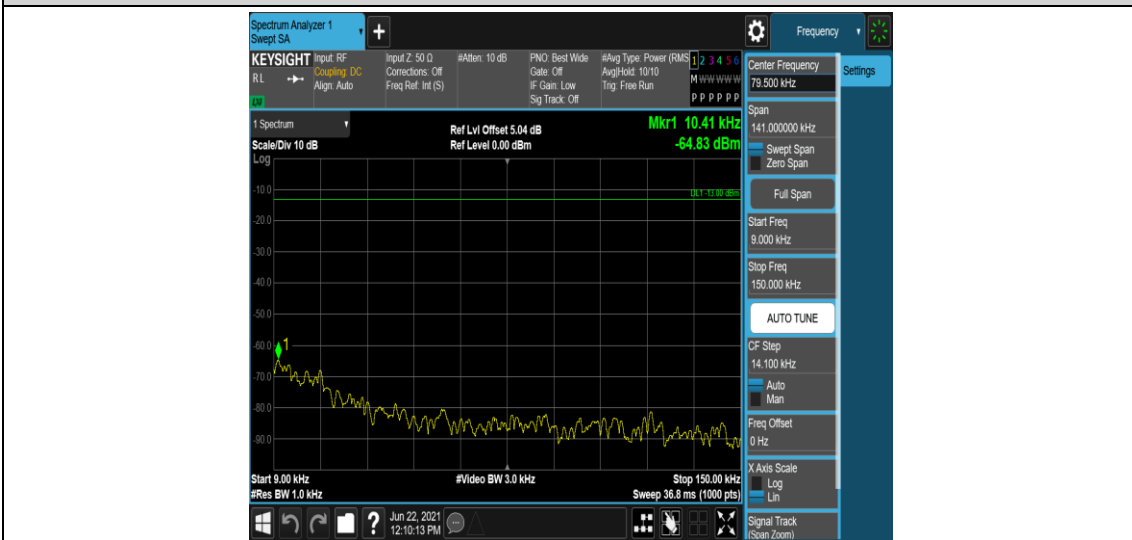 Spectrum Analyzer 1
Swept SA
+
Frequency
KEYSIGHT
RL
LXI
Input: RF
Coupling: DC
Align: Auto
Input Z: 50 Ω
Corrections: Off
Freq Ref: Int (S)
#Atten: 10 dB
PNO: Best Wide
Gate: Off
IF Gain: Low
Sig Track: Off
#Avg Type: Power (RMS
Avg|Hold: 10/10
Trig: Free Run
1 2 3 4 5 6
M W W W W W
P P P P P P
1 Spectrum
Scale/Div 10 dB
Log
Ref Lvl Offset 5.04 dB
Ref Level 0.00 dBm
Mkr1 10.41 kHz
-64.83 dBm
DL1 -13.00 dBm
-10.0
-20.0
-30.0
-40.0
-50.0
-60.0
1
-70.0
-80.0
-90.0
Start 9.00 kHz
#Res BW 1.0 kHz
#Video BW 3.0 kHz
Stop 150.00 kHz
Sweep 36.8 ms (1000 pts)
Jun 22, 2021
12:10:13 PM
?
Center Frequency
79.500 kHz
Settings
Span
141.000000 kHz
Swept Span
Zero Span
Full Span
Start Freq
9.000 kHz
Stop Freq
150.000 kHz
AUTO TUNE
CF Step
14.100 kHz
Auto
Man
Freq Offset
0 Hz
X Axis Scale
Log
Lin
Signal Track
(Span Zoom)